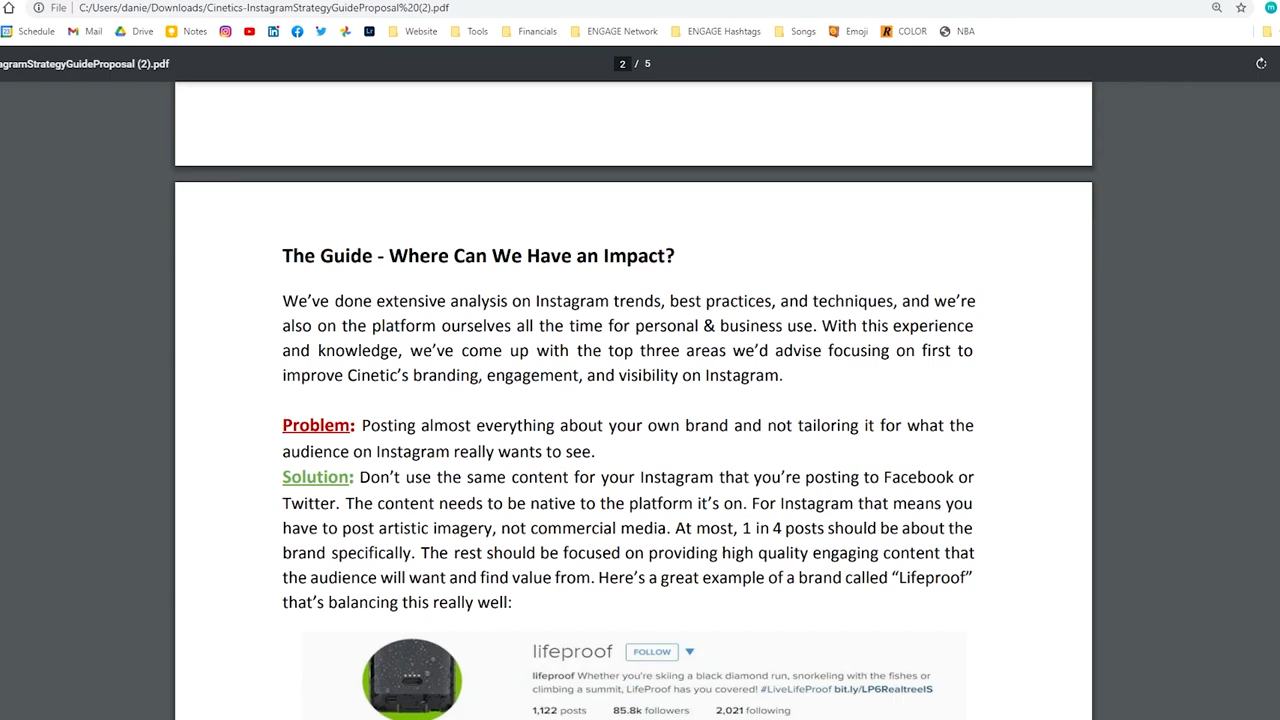 File | C:/Users/danie/Downloads/Cinetics-InstagramStrategyGuideProposal%20(2).pdf
Schedule Mail Drive Notes Website Tools Financials ENGAGE Network ENGAGE Hashtags Songs Emoji COLOR NBA
agramStrategyGuideProposal (2).pdf
2 / 5
The Guide - Where Can We Have an Impact?
We’ve done extensive analysis on Instagram trends, best practices, and techniques, and we’re
also on the platform ourselves all the time for personal & business use. With this experience
and knowledge, we’ve come up with the top three areas we’d advise focusing on first to
improve Cinetic’s branding, engagement, and visibility on Instagram.
Problem: Posting almost everything about your own brand and not tailoring it for what the
audience on Instagram really wants to see.
Solution: Don’t use the same content for your Instagram that you’re posting to Facebook or
Twitter. The content needs to be native to the platform it’s on. For Instagram that means you
have to post artistic imagery, not commercial media. At most, 1 in 4 posts should be about the
brand specifically. The rest should be focused on providing high quality engaging content that
the audience will want and find value from. Here’s a great example of a brand called “Lifeproof”
that’s balancing this really well:
lifeproof FOLLOW
lifeproof Whether you're skiing a black diamond run, snorkeling with the fishes or
climbing a summit, LifeProof has you covered! #LiveLifeProof bit.ly/LP6RealtreeIS
1,122 posts 85.8k followers 2,021 following